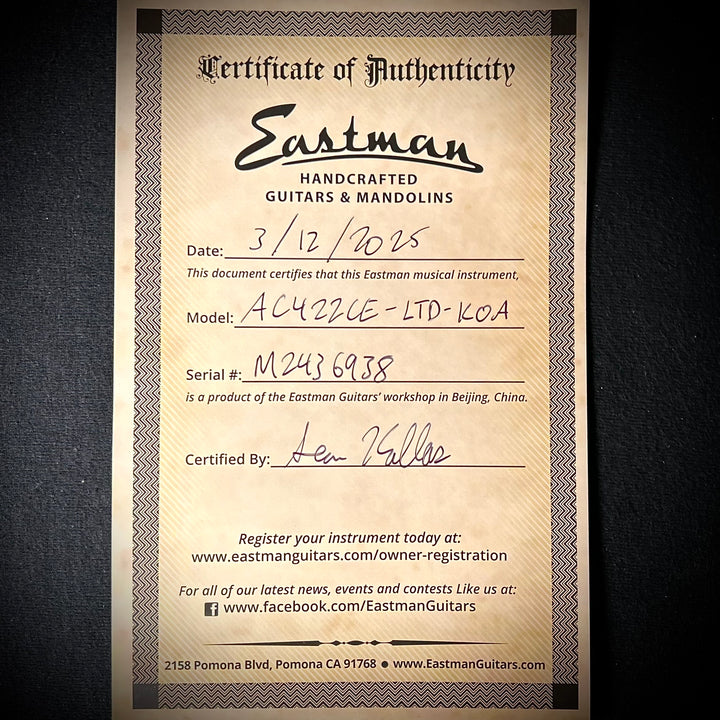 Certificate of Authenticity
Eastman
HANDCRAFTED
GUITARS & MANDOLINS
Date: 3/12/2025
This document certifies that this Eastman musical instrument,
Model: AC422CE-LTD-KOA
Serial #: M2436938
is a product of the Eastman Guitars' workshop in Beijing, China.
Certified By:
Register your instrument today at:
www.eastmanguitars.com/owner-registration
For all of our latest news, events and contests Like us at:
f www.facebook.com/EastmanGuitars
2158 Pomona Blvd, Pomona CA 91768 ● www.EastmanGuitars.com